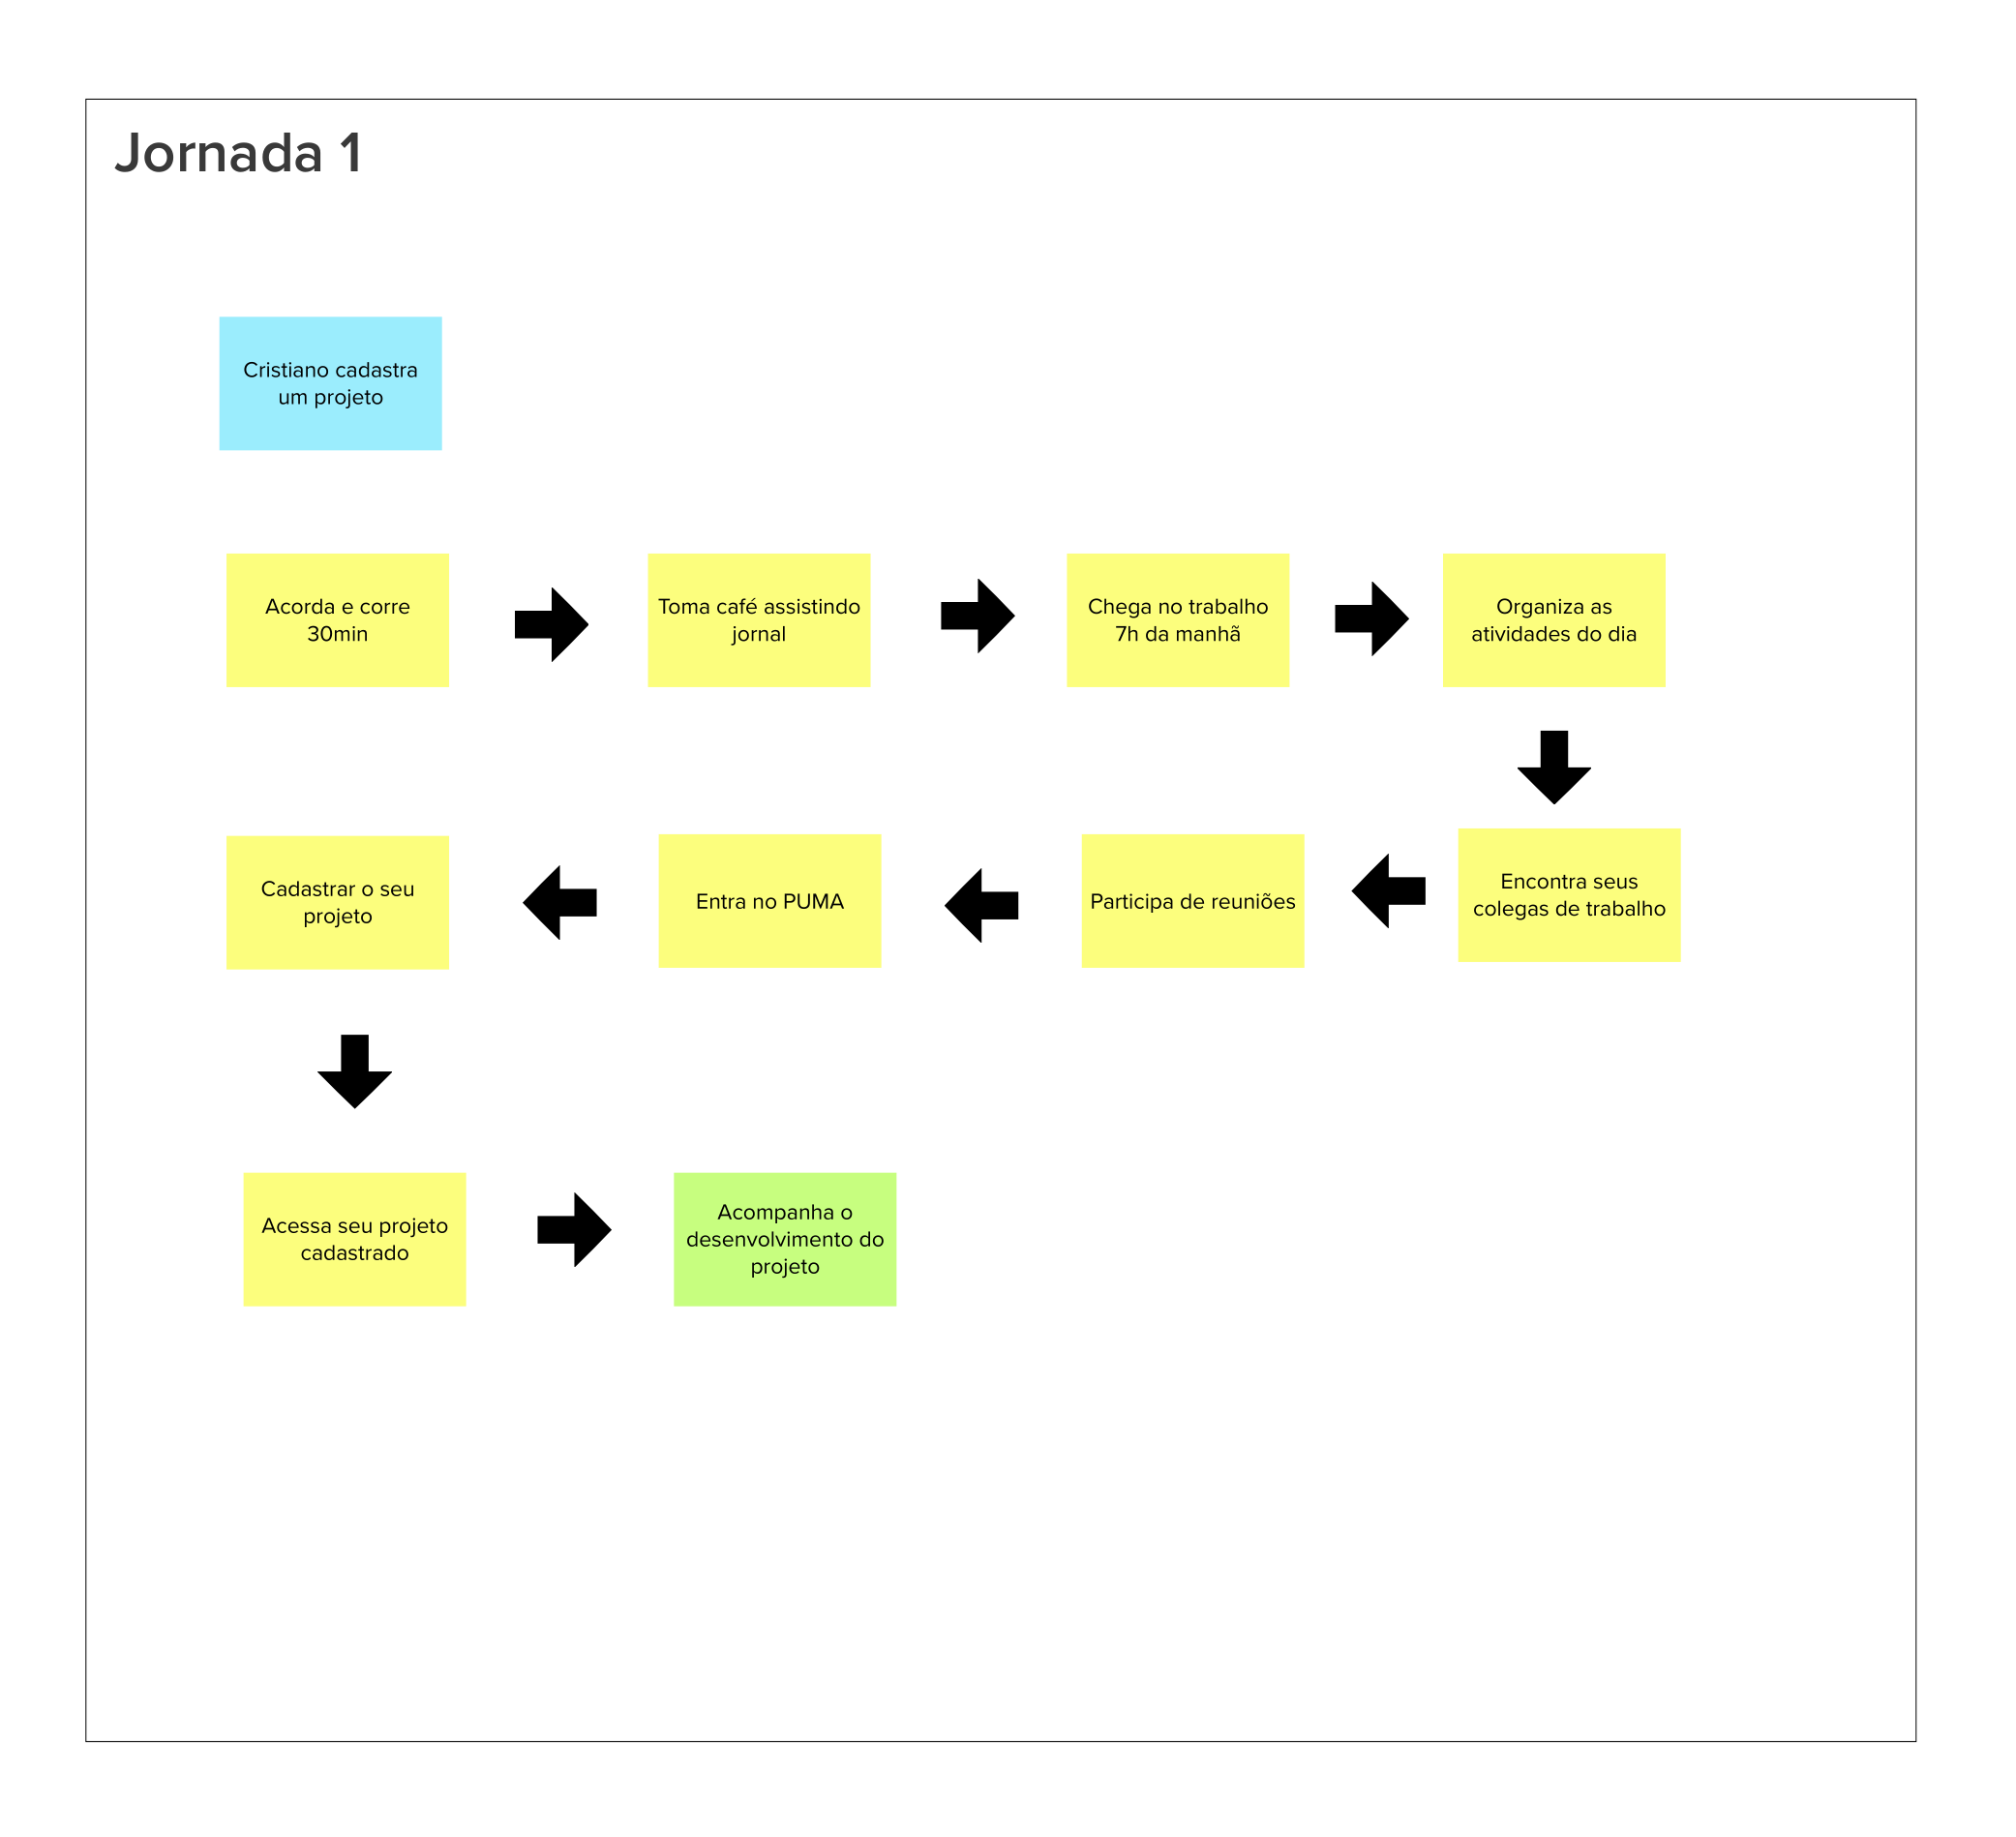 Jornada 1
Cristiano cadastra
um projeto
Acorda e corre
30min
Toma café assistindo
jornal
Chega no trabalho
7h da manhã
Organiza as
atividades do dia
Encontra seus
colegas de trabalho
Participa de reuniões
Entra no PUMA
Cadastrar o seu
projeto
Acessa seu projeto
cadastrado
Acompanha o
desenvolvimento do
projeto